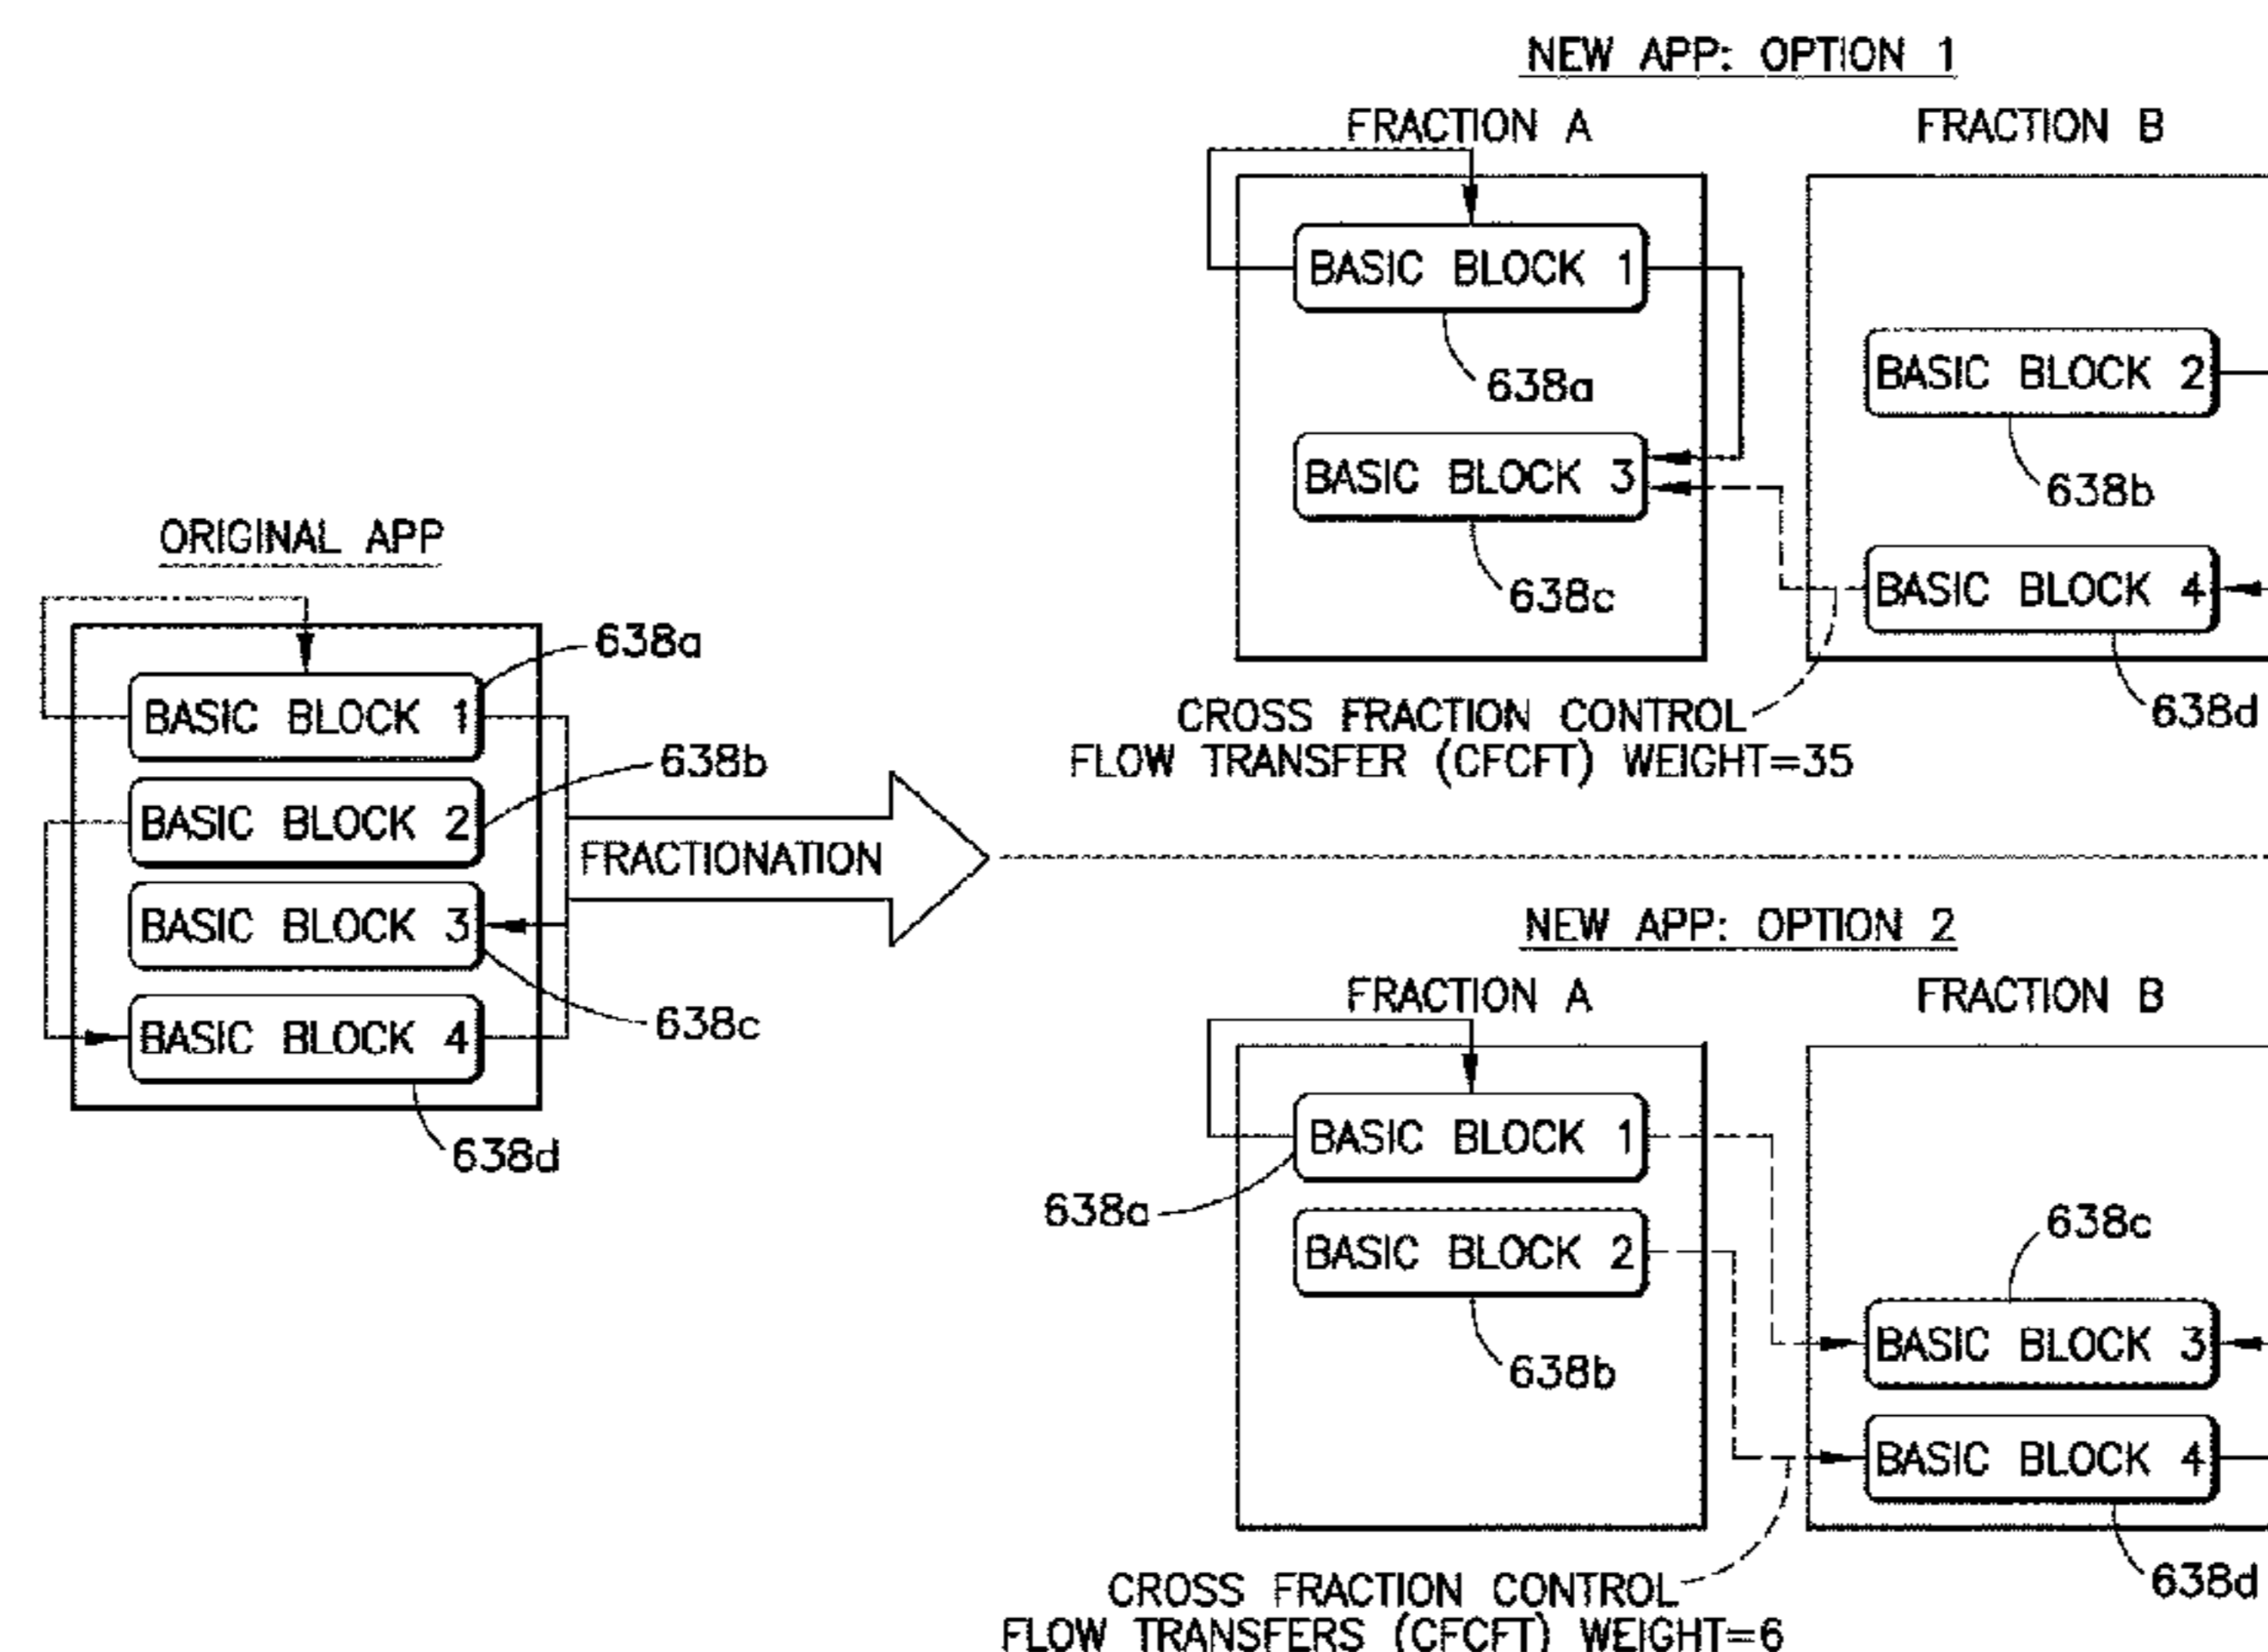 ORIGINAL APP
BASIC BLOCK 1
638a
BASIC BLOCK 2
638b
BASIC BLOCK 3
638c
BASIC BLOCK 4
638d
FRACTIONATION
NEW APP: OPTION 1
FRACTION A
BASIC BLOCK 1
638a
BASIC BLOCK 3
638c
FRACTION B
BASIC BLOCK 2
638b
BASIC BLOCK 4
638d
CROSS FRACTION CONTROL
FLOW TRANSFER (CFCFT) WEIGHT=35
NEW APP: OPTION 2
FRACTION A
BASIC BLOCK 1
638a
BASIC BLOCK 2
638b
FRACTION B
638c
BASIC BLOCK 3
BASIC BLOCK 4
638d
CROSS FRACTION CONTROL
FLOW TRANSFERS (CFCFT) WEIGHT=6